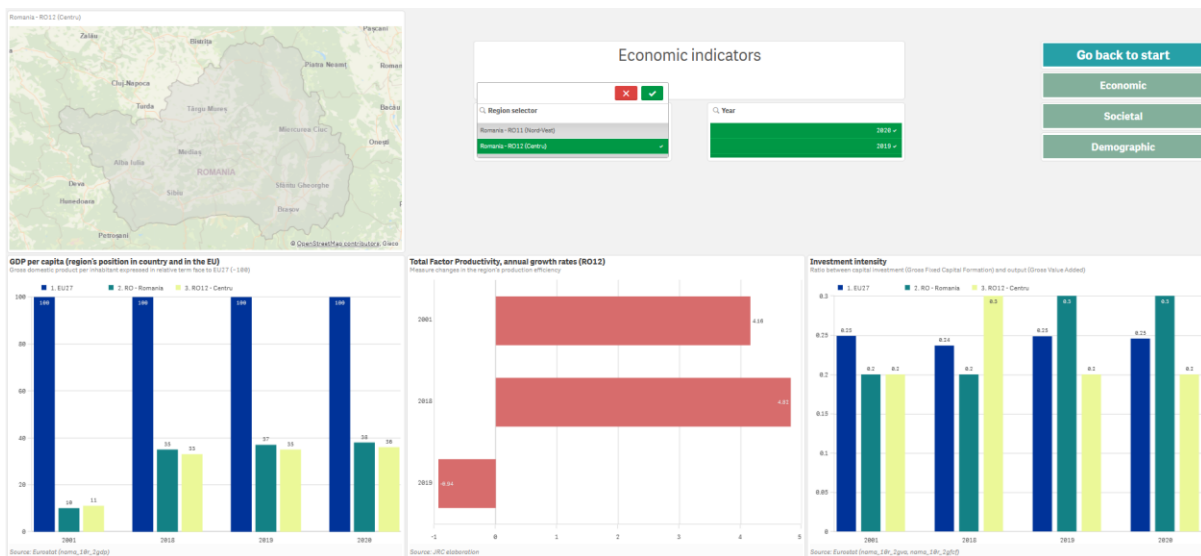 Romania - RO12 (Centru)
Zalău
Bistrița
Pașcani
Piatra Neamț
Roman
Cluj-Napoca
Turda
Târgu Mureș
Bacău
Miercurea Ciuc
Onești
Alba Iulia
Mediaș
ROMANIA
Deva
Sibiu
Sfântu Gheorghe
Hunedoara
Brașov
Petroșani
© OpenStreetMap contributors, Gisco
Economic indicators
Region selector
Romania - RO11 (Nord-Vest)
Romania - RO12 (Centru)
Year
2020
2019
Go back to start
Economic
Societal
Demographic
GDP per capita (region's position in country and in the EU)
Gross domestic product per inhabitant expressed in relative term face to EU27 (=100)
1. EU27 2. RO - Romania 3. RO12 - Centru
100
80
60
40
20
0
100 100 100 100
10 11 35 33 37 35 38 36
2001 2018 2019 2020
Source: Eurostat (nama_10r_2gdp)
Total Factor Productivity, annual growth rates (RO12)
Measure changes in the region's production efficiency
2001
2018
2019
-0.94
-1 0 1 2 3 4 5
Source: JRC elaboration
Investment intensity
Ratio between capital investment (Gross Fixed Capital Formation) and output (Gross Value Added)
1. EU27 2. RO - Romania 3. RO12 - Centru
0.3
0.25
0.2
0.15
0.1
0.05
0
0.25 0.2 0.2 0.24 0.2 0.3 0.25 0.3 0.2 0.25 0.3 0.2
2001 2018 2019 2020
Source: Eurostat (nama_10r_2gva, nama_10r_2gfcf)